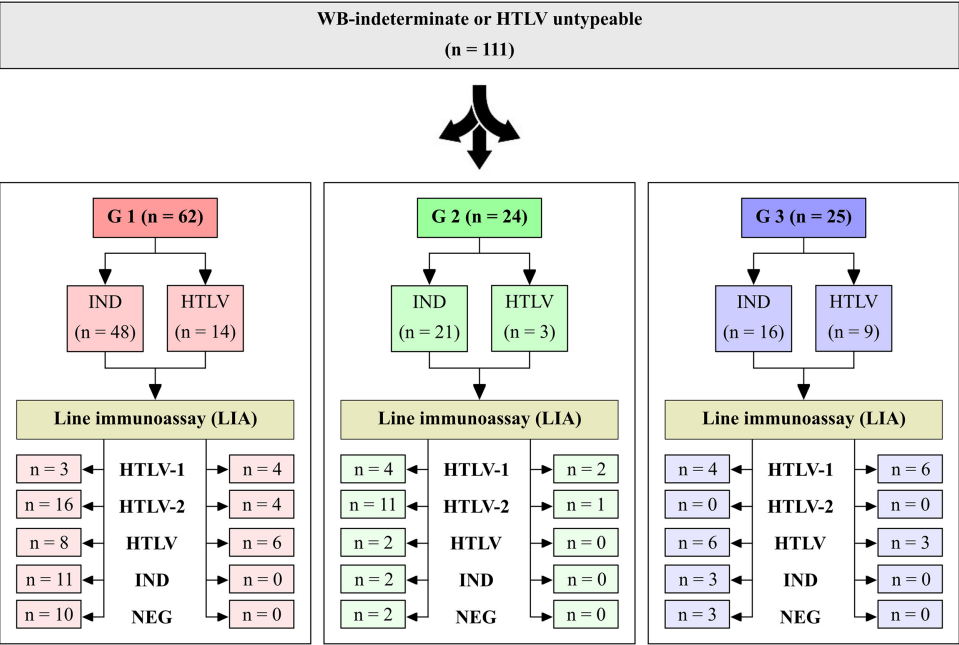 WB-indeterminate or HTLV untypeable
(n = 111)
G 1 (n = 62)
IND
(n = 48)
HTLV
(n = 14)
Line immunoassay (LIA)
n = 3 HTLV-1 n = 4
n = 16 HTLV-2 n = 4
n = 8 HTLV n = 6
n = 11 IND n = 0
n = 10 NEG n = 0
G 2 (n = 24)
IND
(n = 21)
HTLV
(n = 3)
Line immunoassay (LIA)
n = 4 HTLV-1 n = 2
n = 11 HTLV-2 n = 1
n = 2 HTLV n = 0
n = 2 IND n = 0
n = 2 NEG n = 0
G 3 (n = 25)
IND
(n = 16)
HTLV
(n = 9)
Line immunoassay (LIA)
n = 4 HTLV-1 n = 6
n = 0 HTLV-2 n = 0
n = 6 HTLV n = 3
n = 3 IND n = 0
n = 3 NEG n = 0